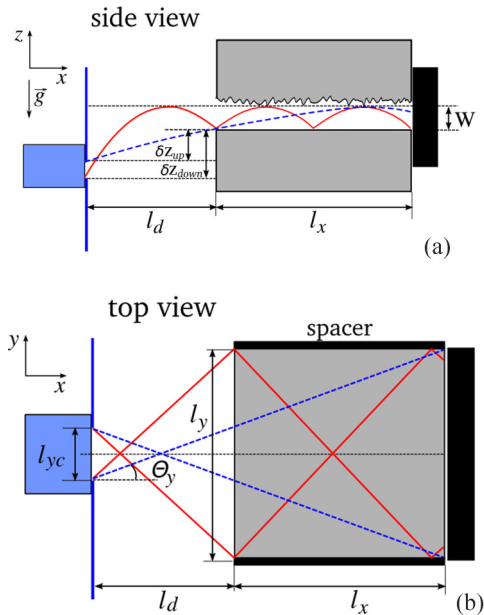 side view
z
x
g⃗
W
δz_up
δz_down
l_d
l_x
(a)
top view
spacer
y
x
l_yc
Θ_y
l_y
l_d
l_x
(b)